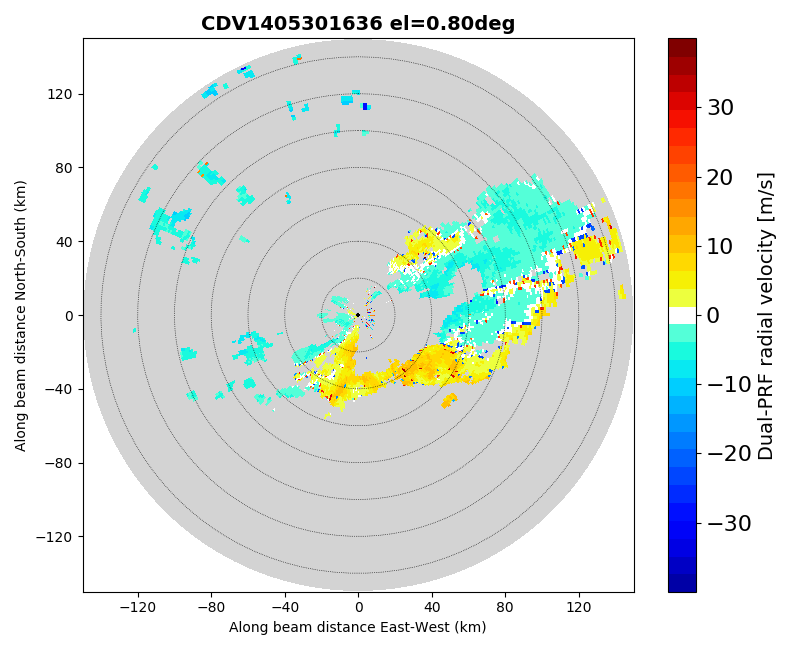 CDV1405301636 el=0.80deg
Along beam distance North-South (km)
120
80
40
0
−40
−80
−120
−120 −80 −40 0 40 80 120
Along beam distance East-West (km)
30
20
10
0
−10
−20
−30
Dual-PRF radial velocity [m/s]